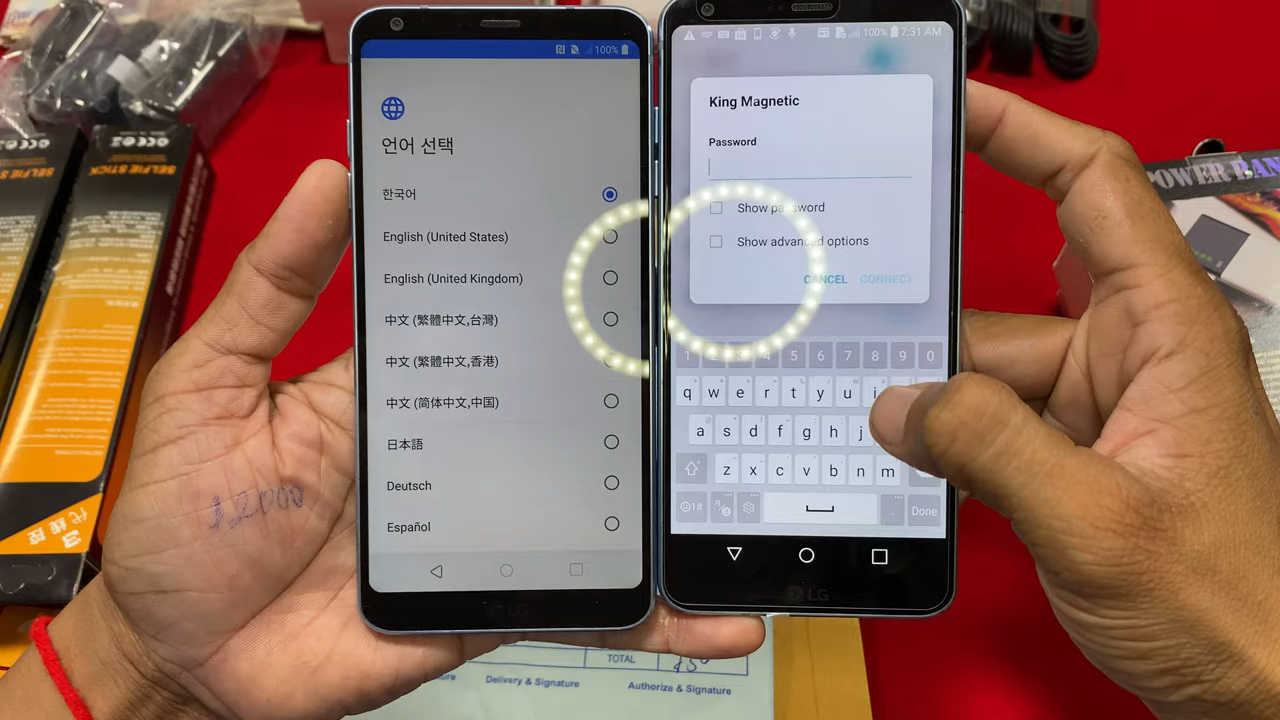 100%
언어 선택
한국어
English (United States)
English (United Kingdom)
中文 (繁體中文,台灣)
中文 (繁體中文,香港)
中文 (简体中文,中国)
日本語
Deutsch
Español
LG
100% 7:31 AM
King Magnetic
Password
Show password
Show advanced options
CANCEL CONNECT
1 2 3 4 5 6 7 8 9 0
q w e r t y u i
a s d f g h j
z x c v b n m
☺1# . Done
LG
SELFIE STICK
SELFIE STICK
POWER BAN
TOTAL
Delivery & Signature
Authorize & Signature